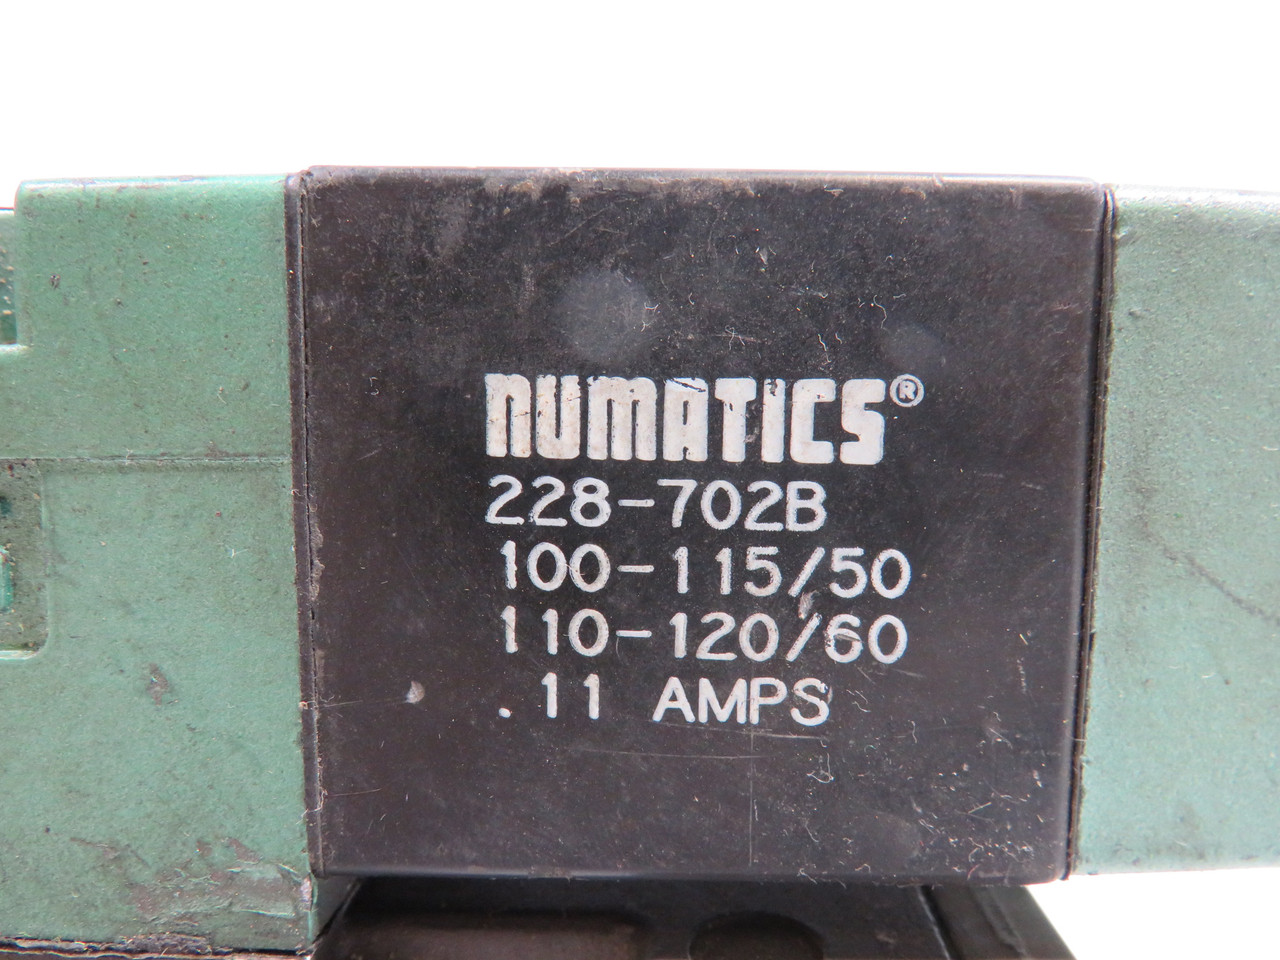 NUMATICS®
228-702B
100-115/50
110-120/60
.11 AMPS